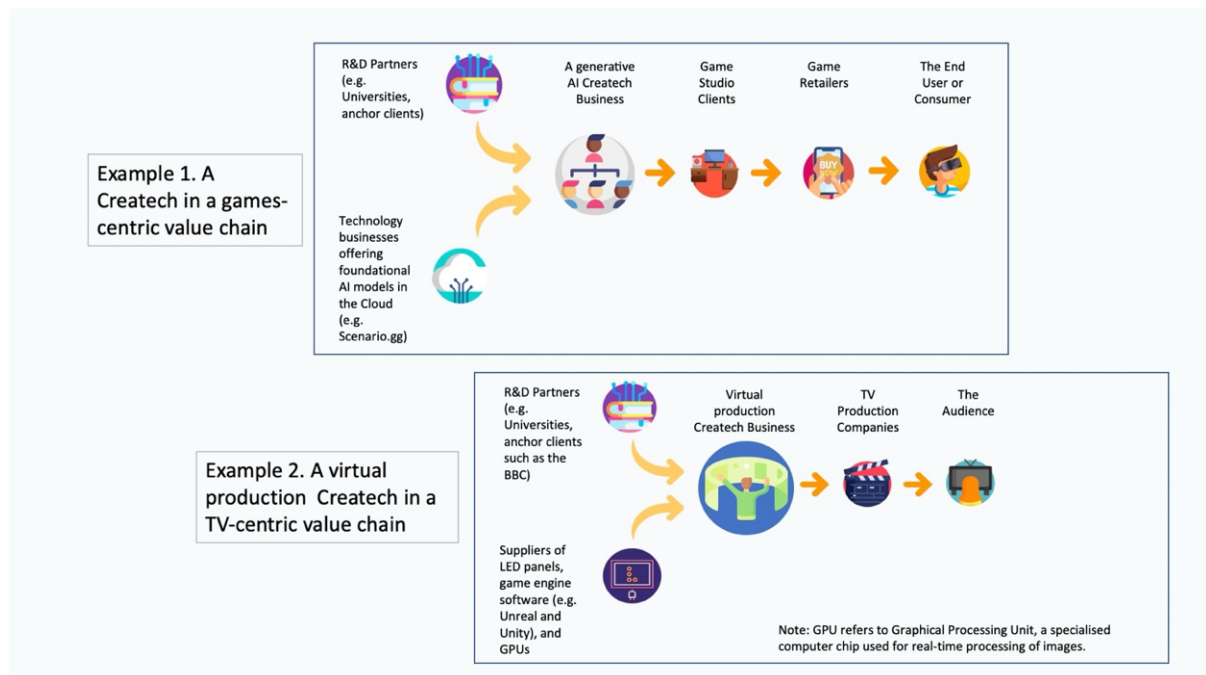 Example 1. A
Createch in a games-
centric value chain
R&D Partners
(e.g.
Universities,
anchor clients)
Technology
businesses
offering
foundational
AI models in
the Cloud
(e.g.
Scenario.gg)
A generative
AI Createch
Business
Game
Studio
Clients
BUY
Game
Retailers
The End
User or
Consumer
Example 2. A virtual
production Createch in a
TV-centric value chain
R&D Partners
(e.g.
Universities,
anchor clients
such as the
BBC)
Suppliers of
LED panels,
game engine
software (e.g.
Unreal and
Unity), and
GPUs
Virtual
production
Createch Business
TV
Production
Companies
The
Audience
Note: GPU refers to Graphical Processing Unit, a specialised
computer chip used for real-time processing of images.